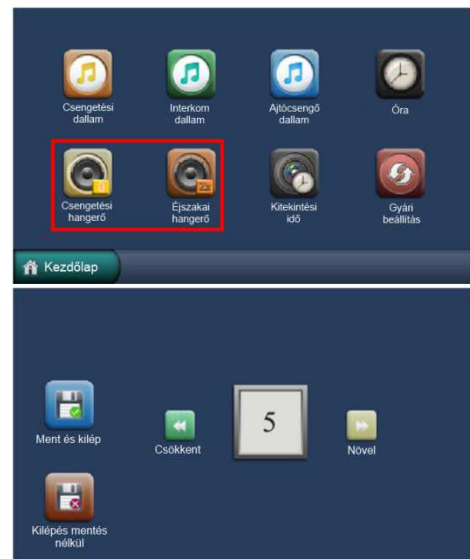 Csengetési
dallam
Interkom
dallam
Ajtócsengő
dallam
Óra
Csengetési
hangerő
Éjszakai
hangerő
Kitekintési
idő
Gyári
beállítás
Kezdőlap
Ment és kilép
Csökkent
5
Növel
Kilépés mentés
nélkül